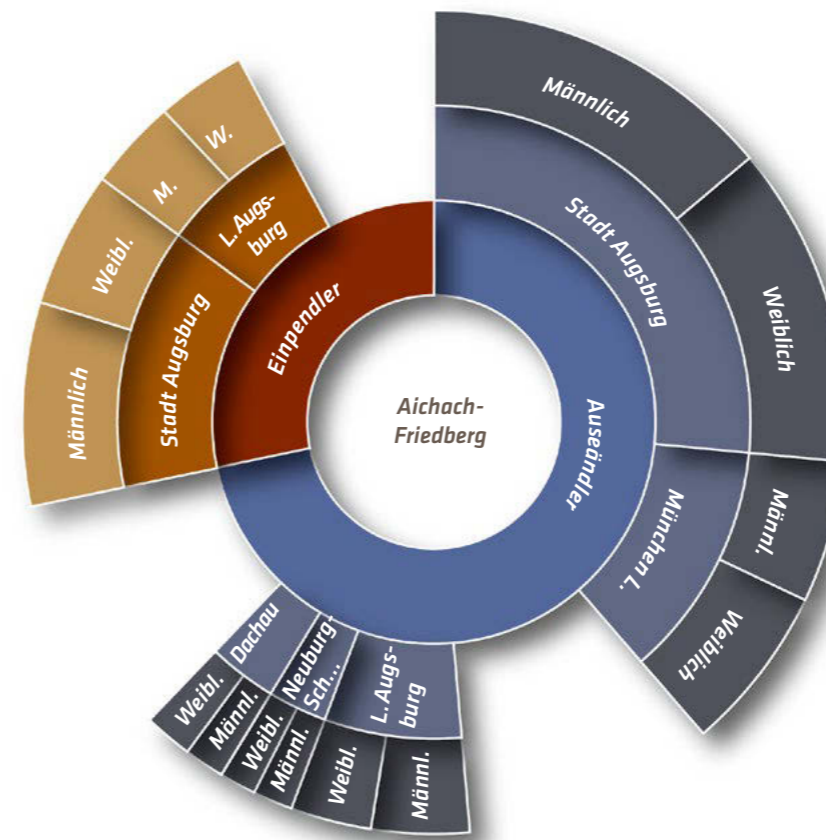 Aichach-
Friedberg
Einpendler
Auseändler
Stadt Augsburg
Männlich
Weiblich
München L.
Männl.
Weiblich
L. Augs-
burg
Männl.
Weibl.
Neuburg-
Sch...
Männl.
Weibl.
Dachau
Männl.
Weibl.
Stadt Augsburg
Männlich
Weibl.
L. Augs-
burg
M.
W.